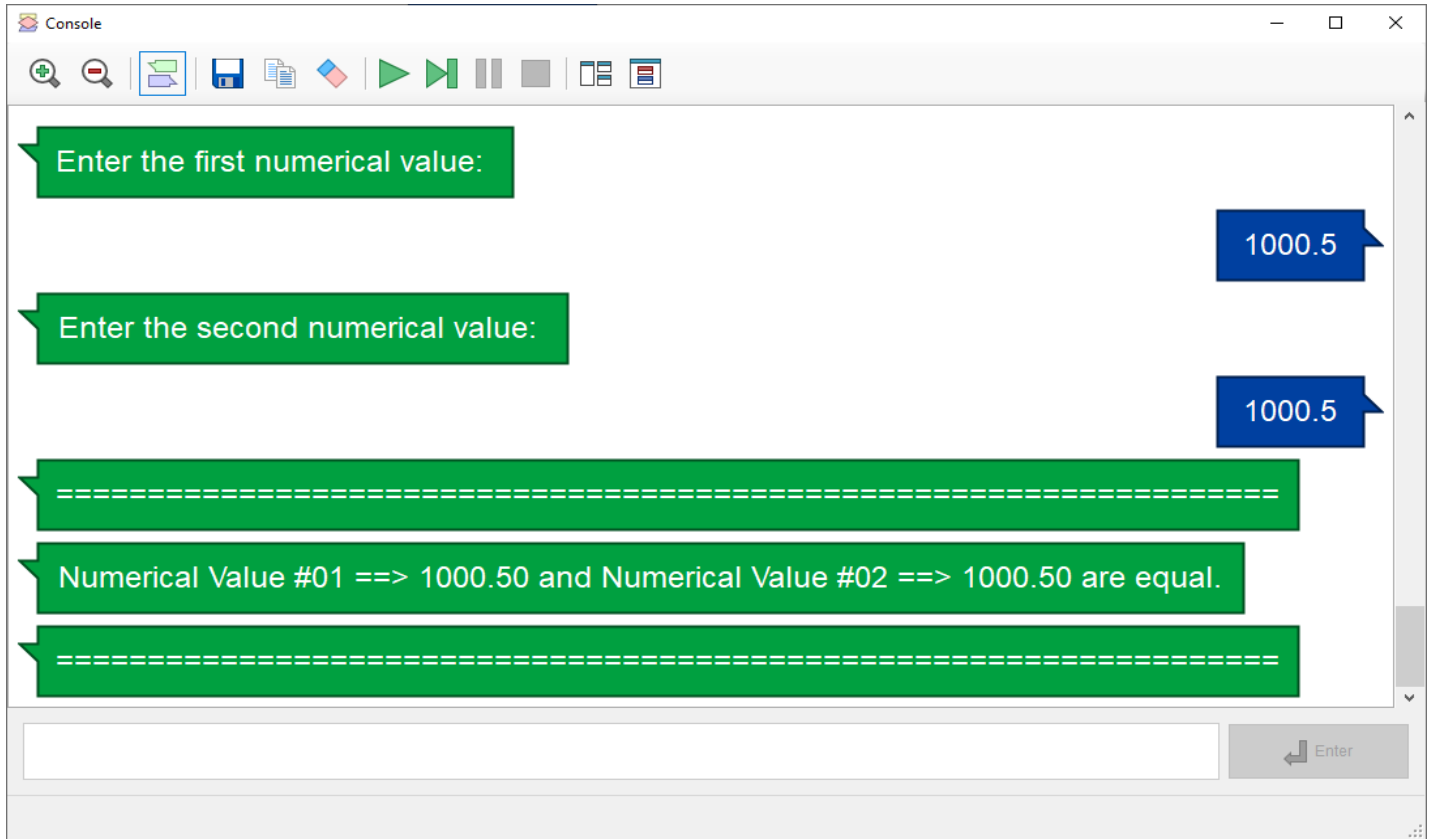 Console
Enter the first numerical value:
1000.5
Enter the second numerical value:
1000.5
===================================================================
Numerical Value #01 ==> 1000.50 and Numerical Value #02 ==> 1000.50 are equal.
===================================================================
Enter